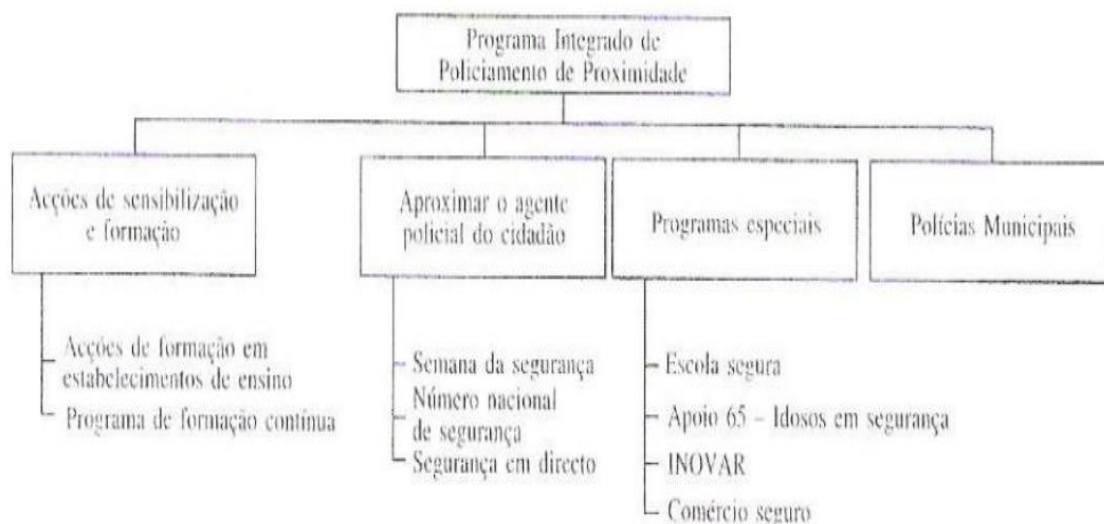 Programa Integrado de
Policiamento de Proximidade
Acções de sensibilização
e formação
Aproximar o agente
policial do cidadão
Programas especiais
Polícias Municipais
Acções de formação em
estabelecimentos de ensino
Programa de formação contínua
Semana da segurança
Número nacional
de segurança
Segurança em directo
Escola segura
Apoio 65 – Idosos em segurança
INOVAR
Comércio seguro